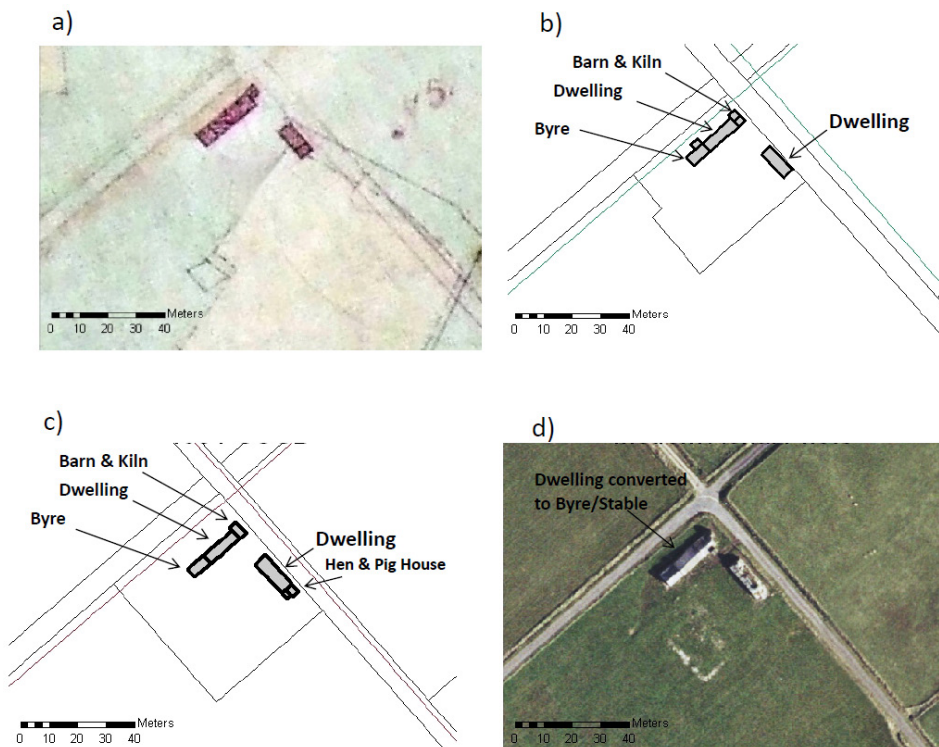 a)
5.
Meters
0 10 20 30 40
b)
Barn & Kiln
Dwelling
Byre
Dwelling
Meters
0 10 20 30 40
c)
Barn & Kiln
Dwelling
Byre
Dwelling
Hen & Pig House
Meters
0 10 20 30 40
d)
Dwelling converted
to Byre/Stable
Meters
0 10 20 30 40